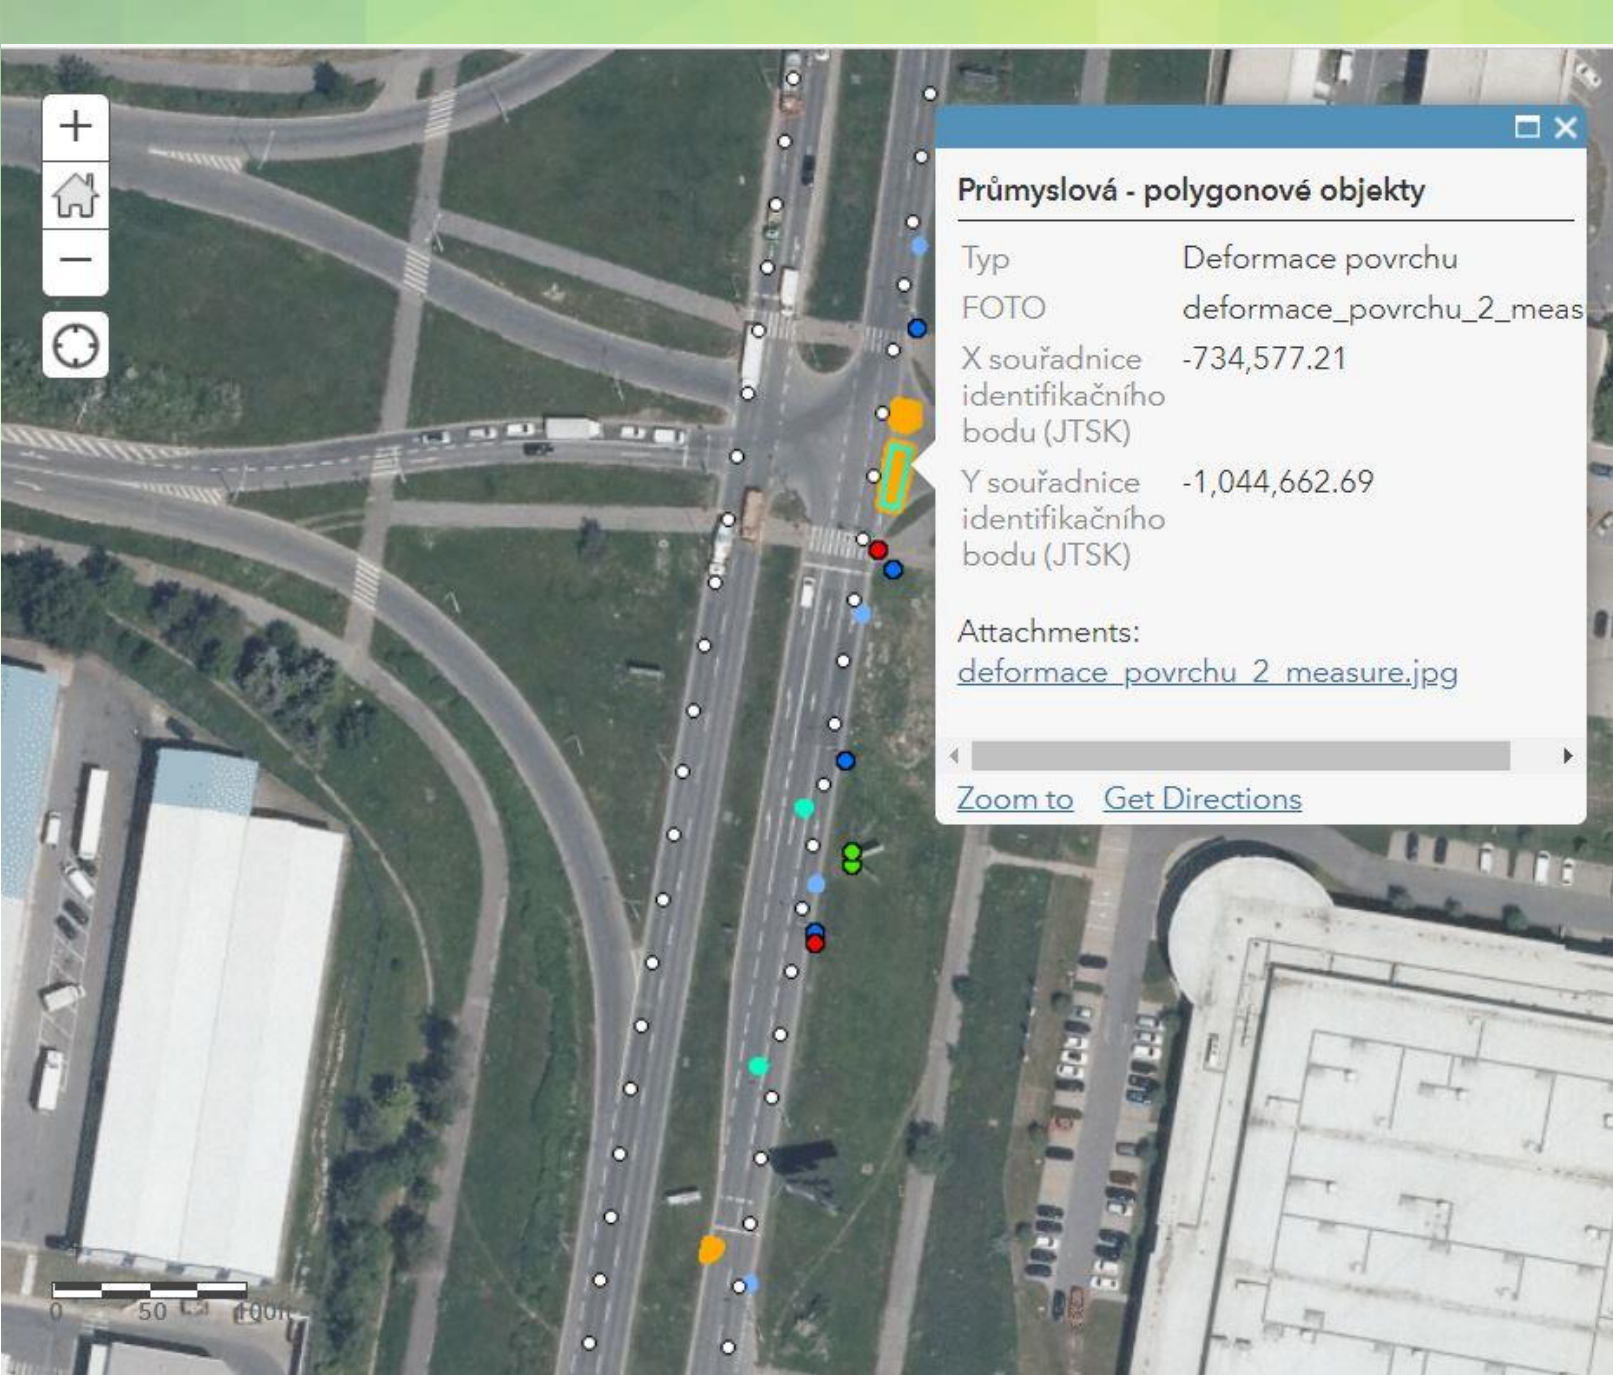 +
−
Průmyslová - polygonové objekty
Typ Deformace povrchu
FOTO deformace_povrchu_2_meas
X souřadnice -734,577.21
identifikačního
bodu (JTSK)
Y souřadnice -1,044,662.69
identifikačního
bodu (JTSK)
Attachments:
deformace_povrchu_2_measure.jpg
Zoom to Get Directions
0 50 100ft